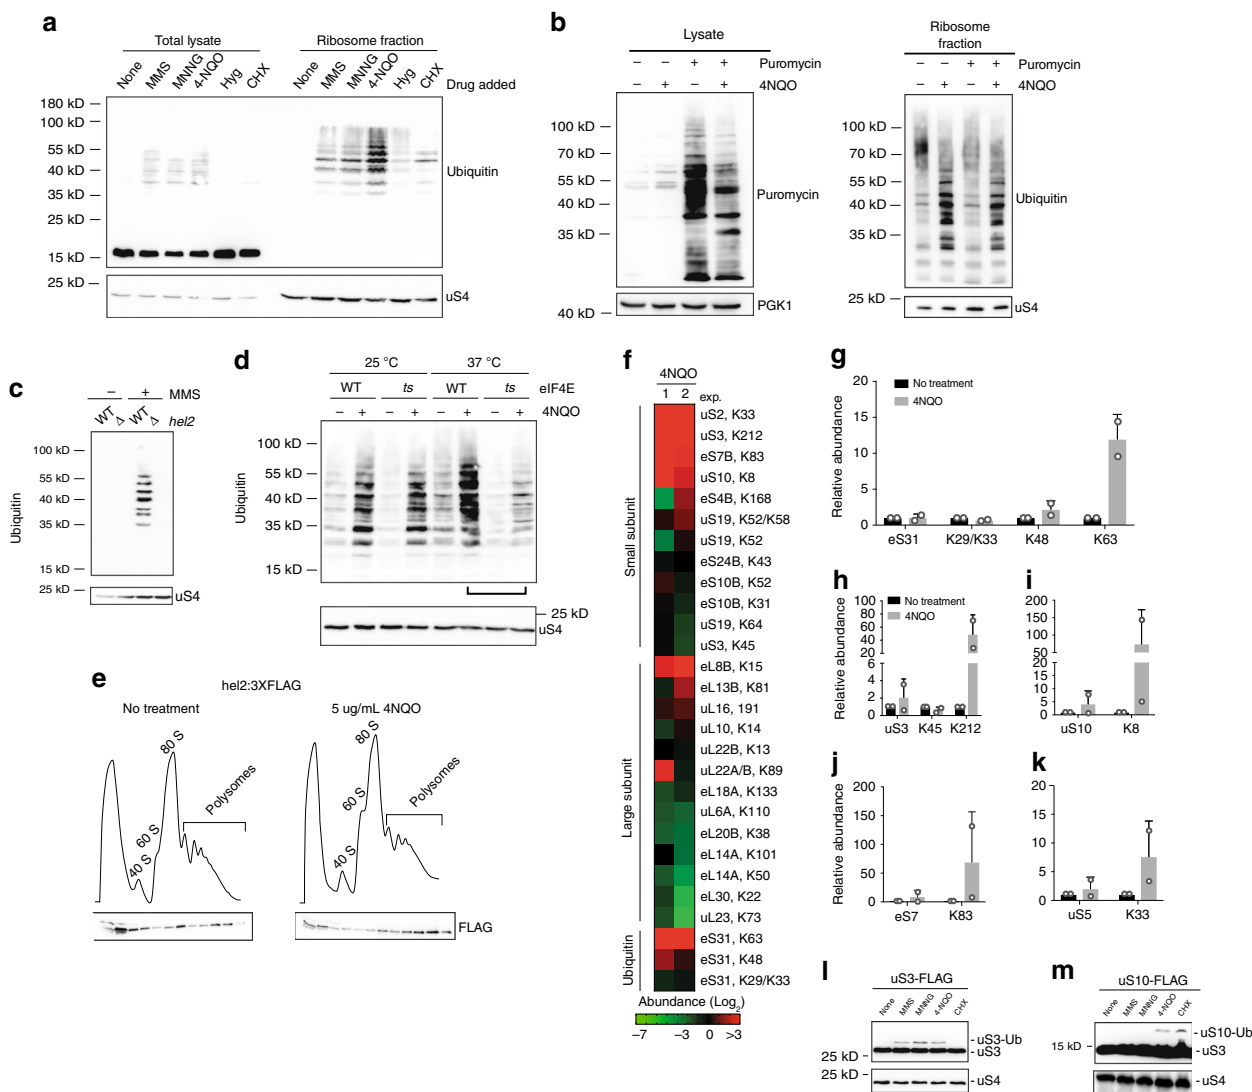 a
Total lysate
Ribosome fraction
None
MMS
MNNG
4-NQO
Hyg
CHX
None
MMS
MNNG
4-NQO
Hyg
CHX
Drug added
180 kD
100 kD
55 kD
40 kD
35 kD
25 kD
15 kD
25 kD
Ubiquitin
uS4
b
Lysate
Ribosome
fraction
– – + + Puromycin
– + – + 4NQO
– – + + Puromycin
– + – + 4NQO
100 kD
70 kD
55 kD
40 kD
35 kD
40 kD
Puromycin
PGK1
100 kD
70 kD
55 kD
40 kD
35 kD
25 kD
Ubiquitin
uS4
c
– + MMS
WT Δ WT Δ hel2
100 kD
55 kD
40 kD
35 kD
15 kD
25 kD
Ubiquitin
uS4
d
25 °C 37 °C
WT ts WT ts eIF4E
– + – + – + – + 4NQO
100 kD
55 kD
40 kD
35 kD
15 kD
Ubiquitin
25 kD
uS4
e
hel2:3XFLAG
No treatment
5 ug/mL 4NQO
40 S
60 S
80 S
Polysomes
40 S
60 S
80 S
Polysomes
FLAG
f
4NQO
1 2 exp.
Small subunit
uS2, K33
uS3, K212
eS7B, K83
uS10, K8
eS4B, K168
uS19, K52/K58
uS19, K52
eS24B, K43
eS10B, K52
eS10B, K31
uS19, K64
uS3, K45
Large subunit
eL8B, K15
eL13B, K81
uL16, 191
uL10, K14
uL22B, K13
uL22A/B, K89
eL18A, K133
uL6A, K110
eL20B, K38
eL14A, K101
eL14A, K50
eL30, K22
uL23, K73
Ubiquitin
eS31, K63
eS31, K48
eS31, K29/K33
Abundance (Log2)
–7 –3 0 >3
g
No treatment
4NQO
Relative abundance
20
15
10
5
0
eS31 K29/K33 K48 K63
h
No treatment
4NQO
Relative abundance
100
80
60
40
20
6
4
2
0
uS3 K45 K212
i
200
150
100
50
20
10
0
uS10 K8
j
Relative abundance
200
150
100
50
0
eS7 K83
k
20
15
10
5
0
uS5 K33
l
uS3-FLAG
None
MMS
MNNG
4-NQO
CHX
uS3-Ub
uS3
25 kD
25 kD
uS4
m
uS10-FLAG
None
MMS
MNNG
4-NQO
CHX
uS10-Ub
15 kD
uS3
uS4